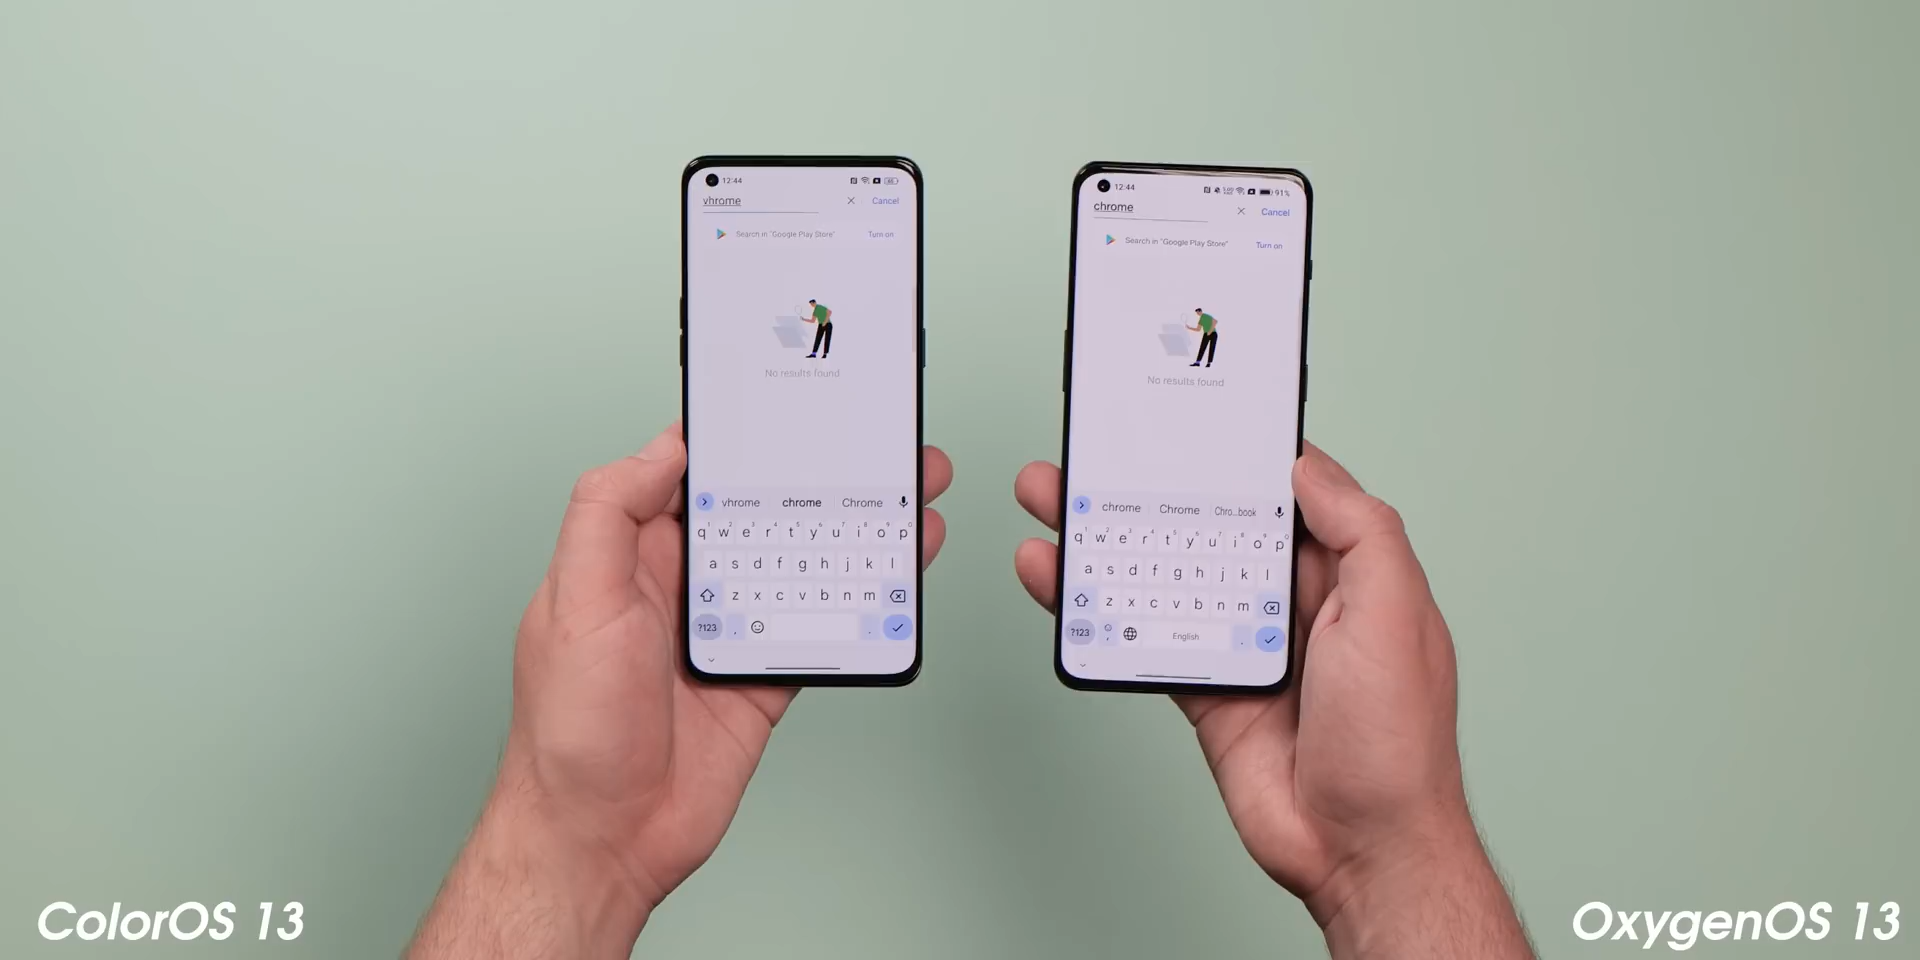 12:44
vhrome
Cancel
Search in "Google Play Store"
Turn on
No results found
vhrome chrome Chrome
q w e r t y u i o p
a s d f g h j k l
z x c v b n m
?123 , .
12:44
91%
chrome
Cancel
Search in "Google Play Store"
Turn on
No results found
chrome Chrome Chro...book
q w e r t y u i o p
a s d f g h j k l
z x c v b n m
?123 , English .
ColorOS 13
OxygenOS 13